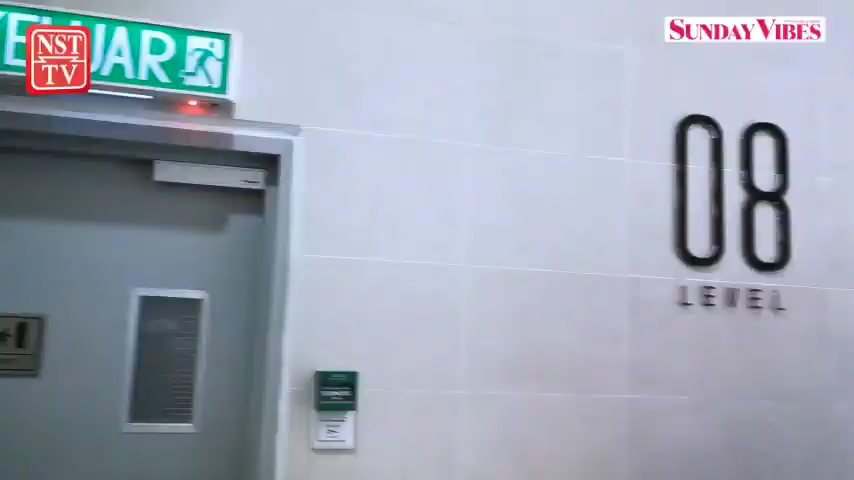 KELUAR
NST
TV
SUNDAY VIBES
08
LEVEL